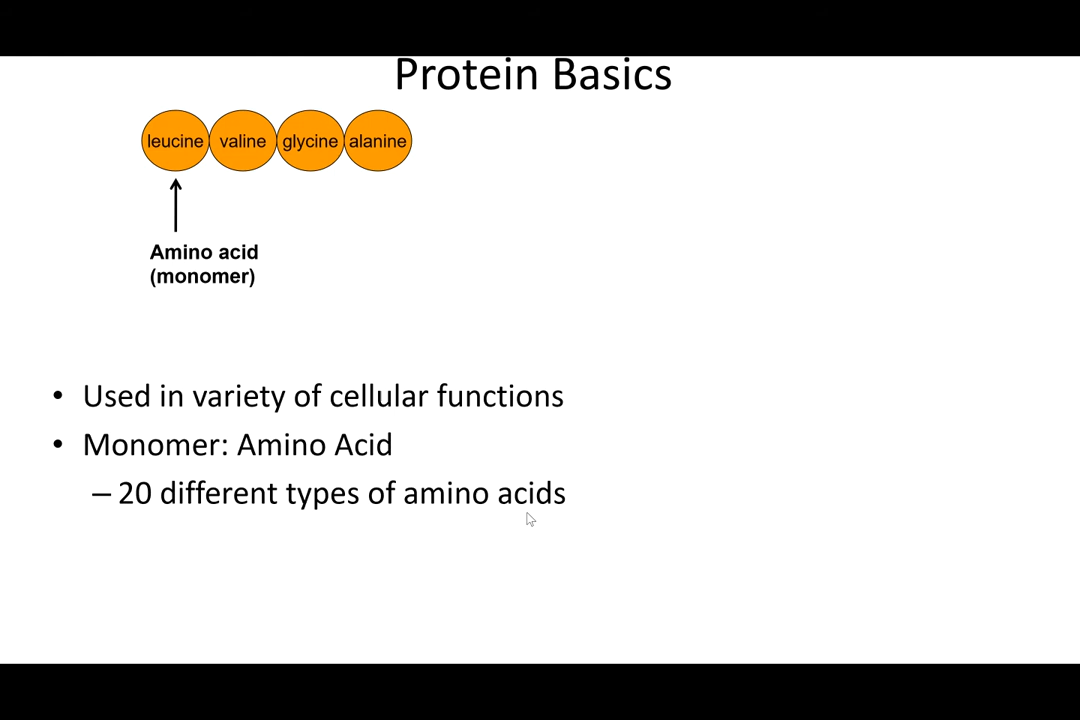 Protein Basics
leucine valine glycine alanine
Amino acid
(monomer)
• Used in variety of cellular functions
• Monomer: Amino Acid
– 20 different types of amino acids